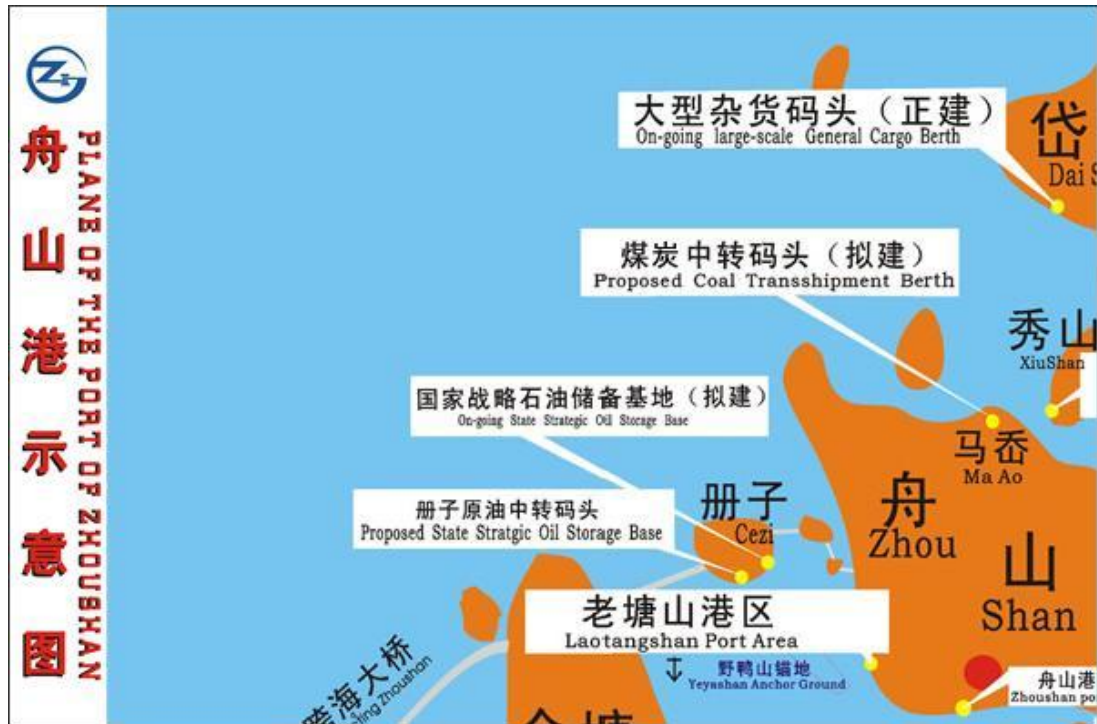 舟山港示意图
PLANE OF THE PORT OF ZHOUSHAN
大型杂货码头（正建）
On-going large-scale General Cargo Berth
岱
Dai S
煤炭中转码头（拟建）
Proposed Coal Transshipment Berth
秀山
XiuShan
国家战略石油储备基地（拟建）
On-going State Strategic Oil Storage Base
马岙
Ma Ao
册子
Cezi
舟
Zhou
册子原油中转码头
Proposed State Stratgic Oil Storage Base
山
Shan
老塘山港区
Laotangshan Port Area
野鸭山锚地
Yeyashan Anchor Ground
舟山港
Zhoushan po
跨海大桥
ting Zhoushan
金塘